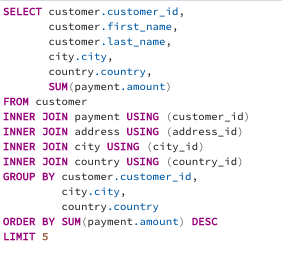 SELECT customer.customer_id,
customer.first_name,
customer.last_name,
city.city,
country.country,
SUM(payment.amount)
FROM customer
INNER JOIN payment USING (customer_id)
INNER JOIN address USING (address_id)
INNER JOIN city USING (city_id)
INNER JOIN country USING (country_id)
GROUP BY customer.customer_id,
city.city,
country.country
ORDER BY SUM(payment.amount) DESC
LIMIT 5